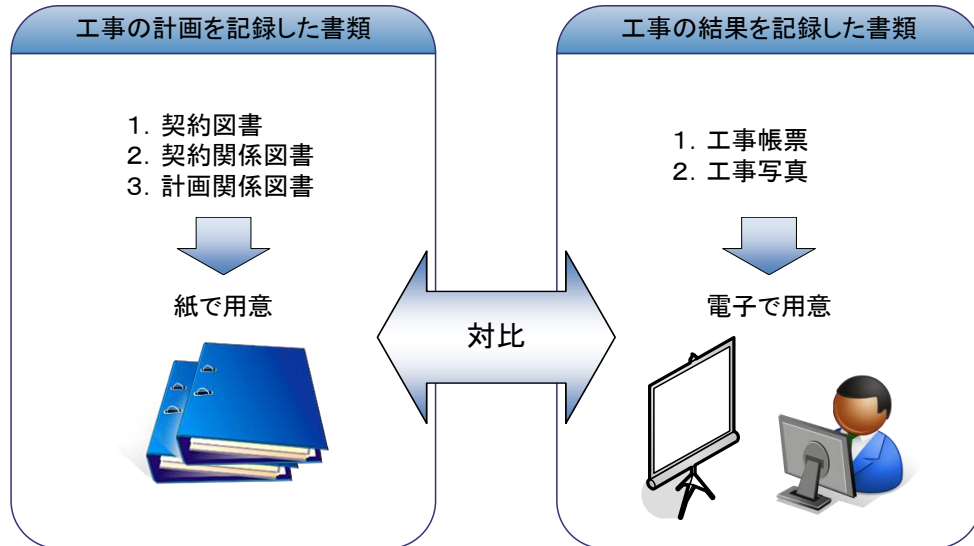 工事の計画を記録した書類
1. 契約図書
2. 契約関係図書
3. 計画関係図書
紙で用意
対比
工事の結果を記録した書類
1. 工事帳票
2. 工事写真
電子で用意